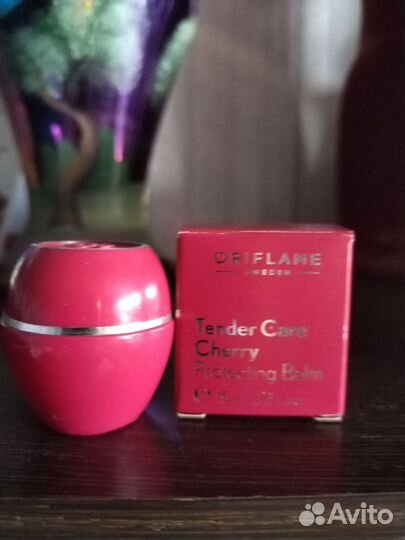 ORIFLAME
SWEDEN
Tender Care
Cherry
Protecting Balm
Avito